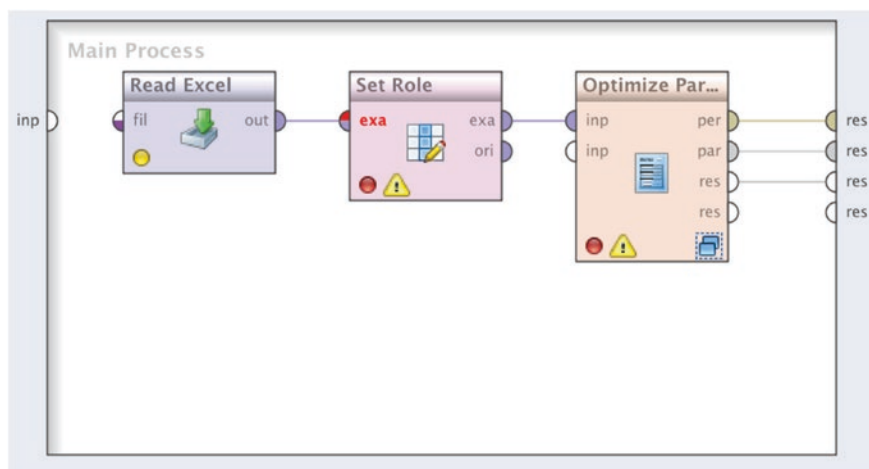 Main Process
Read Excel
Set Role
Optimize Par...
inp
fil
out
exa
exa
ori
inp
per
inp
par
res
res
res
res
res
res